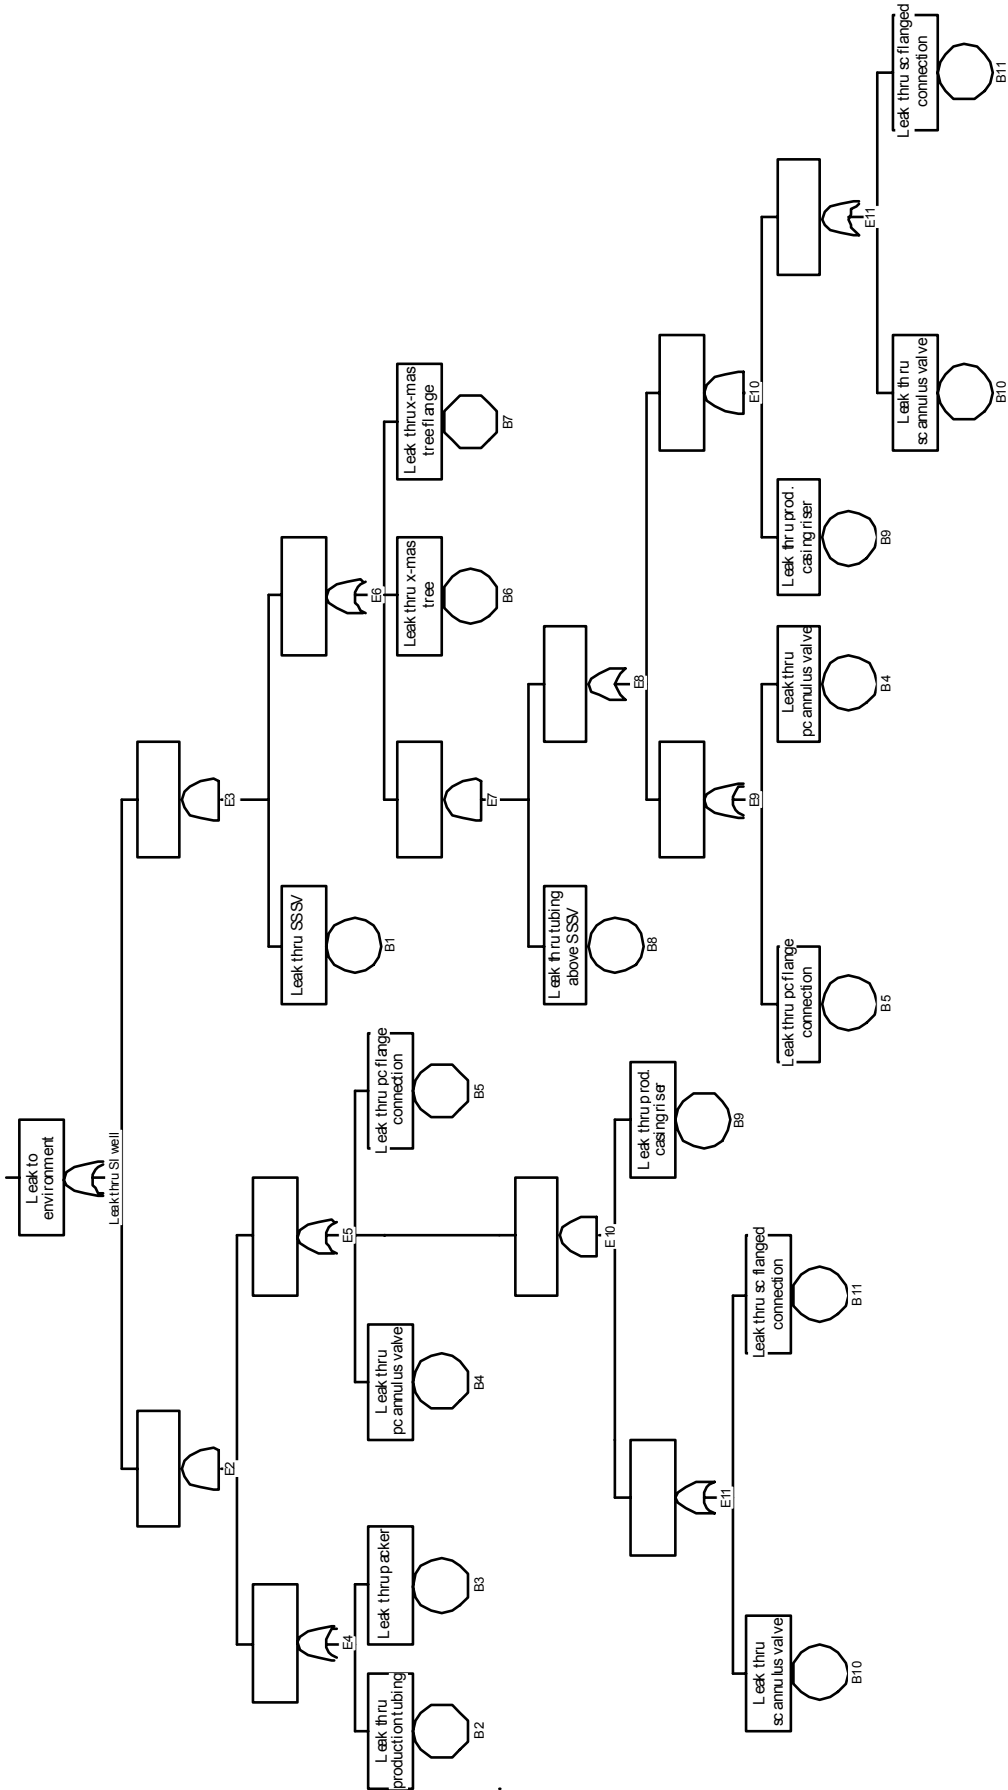 Leak to
environment
Leak thru SI well
E2
E3
E4
E5
Leak thru SSSV
B1
E6
Leak thru
production tubing
B2
Leak thru packer
B3
Leak thru
pc annulus valve
B4
Leak thru pc flange
connection
B5
E7
Leak thru x-mas
tree
B6
Leak thru x-mas
tree flange
B7
E10
Leak thru tubing
above SSSV
B8
E8
E11
Leak thru prod.
casing riser
B9
E9
E10
Leak thru
sc annulus valve
B10
Leak thru sc flanged
connection
B11
Leak thru pc flange
connection
B5
Leak thru
pc annulus valve
B4
Leak thru prod.
casing riser
B9
E11
Leak thru
sc annulus valve
B10
Leak thru sc flanged
connection
B11